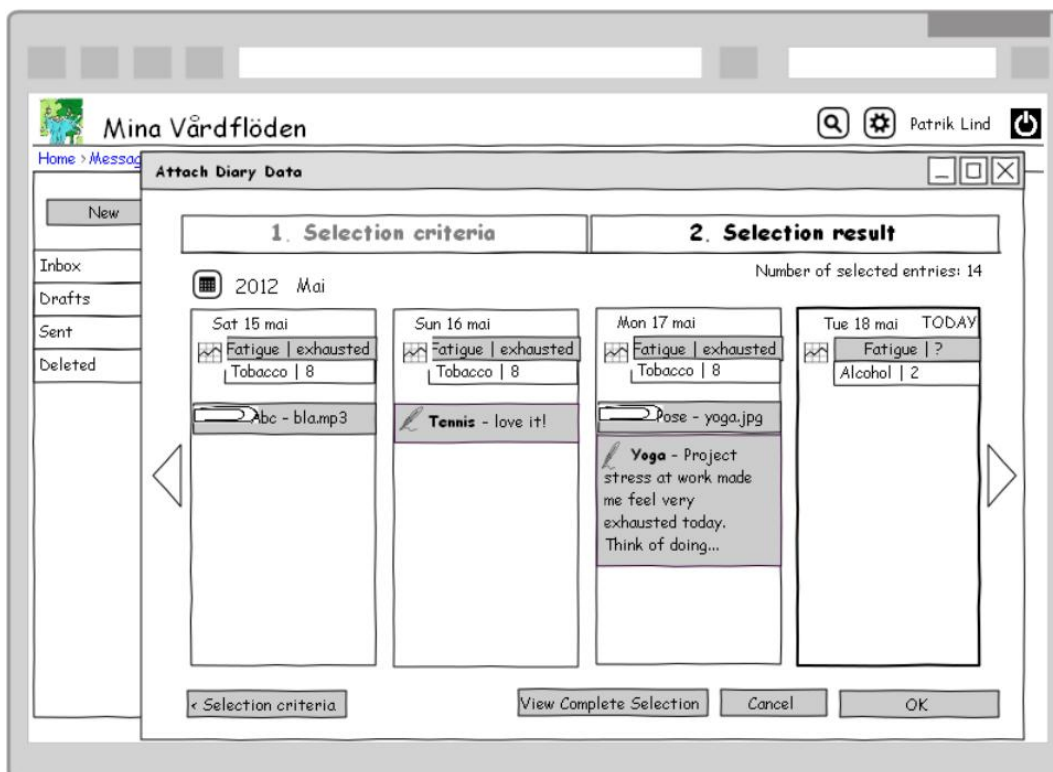 Mina Vårdflöden
Patrik Lind
Home > Messag
Attach Diary Data
New
Inbox
Drafts
Sent
Deleted
1. Selection criteria
2. Selection result
Number of selected entries: 14
2012 Mai
Sat 15 mai
Fatigue | exhausted
Tobacco | 8
Abc - bla.mp3
Sun 16 mai
Fatigue | exhausted
Tobacco | 8
Tennis - love it!
Mon 17 mai
Fatigue | exhausted
Tobacco | 8
Pose - yoga.jpg
Yoga - Project
stress at work made
me feel very
exhausted today.
Think of doing...
Tue 18 mai TODAY
Fatigue | ?
Alcohol | 2
< Selection criteria
View Complete Selection
Cancel
OK